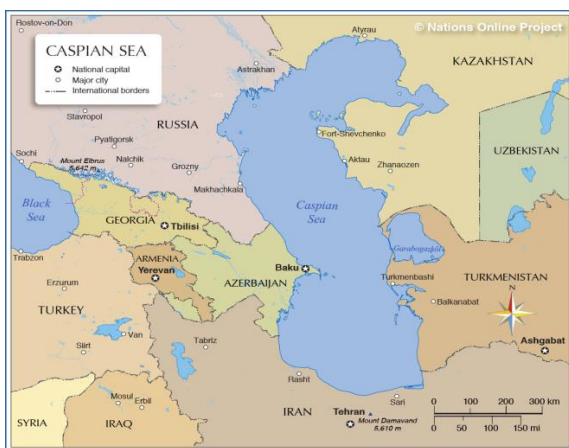 © Nations Online Project
Rostov-on-Don
CASPIAN SEA
National capital
Major city
International borders
Atyrau
KAZAKHSTAN
Astrakhan
Stavropol
RUSSIA
Fort-Shevchenko
UZBEKISTAN
Pyatigorsk
Sochi
Mount Elbrus
5,642 m
Nalchik
Grozny
Aktau
Zhanaozen
Makhachkala
Black
Sea
Caspian
Sea
GEORGIA
Tbilisi
Garabogazköl
Trabzon
ARMENIA
Yerevan
Baku
AZERBAIJAN
Turkmenbashi
TURKMENISTAN
Erzurum
Balkanabat
N
TURKEY
Van
Siirt
Tabriz
Ashgabat
Rasht
Sari
Mosul
Erbil
Tehran
Mount Damavand
5,610 m
SYRIA
IRAQ
IRAN
0
100
200
300 km
0
50
100
150 mi